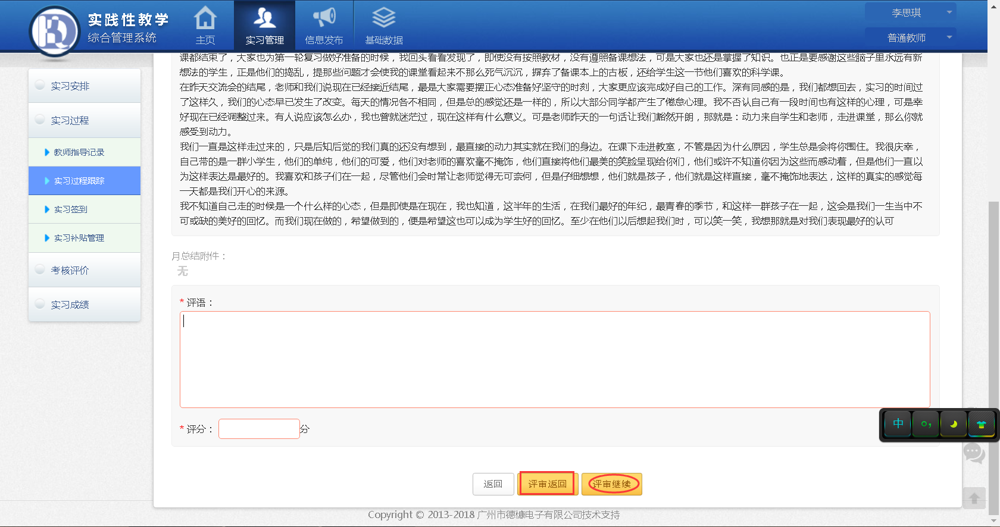 实践性教学
综合管理系统
主页
实习管理
信息发布
基础数据
李思琪
普通教师
实习安排
实习过程
教师指导记录
实习过程跟踪
实习签到
实习补贴管理
考核评价
实习成绩
课都结束了，大家也为第一轮复习做好准备的时候，我回头看看发现了，即使没有按照教材，没有遵照备课想法，可是大家也还是掌握了知识。也正是要感谢这些脑子里永远有新
想法的学生，正是他们的捣乱，提那些问题才会使我的课堂看起来不那么死气沉沉，摒弃了备课本上的古板，还给学生这一节他们喜欢的科学课。
在昨天交流会的结尾，老师和我们说现在已经接近结尾，最是大家需要摆正心态准备好坚守的时刻，大家更应该完成好自己的工作。深有同感的是，我们都想回去，实习的时间过
了这样久，我们的心态早已发生了改变。每天的情况各不相同，但是总的感觉还是一样的，所以大部分同学都产生了倦怠心理。我不否认自己有一段时间也有这样的心理，可是幸
好现在已经调整过来。有人说应该怎么办，我也曾就迷茫过，现在这样有什么意义。可是老师昨天的一句话让我们黯然开朗，那就是：动力来自学生和老师，走进课堂，那么你就
感受到动力。
我们一直是这样走过来的，只是后知后觉的我们真的还没有想到，最直接的动力其实就在我们的身边。在课下走进教室，不管是因为什么原因，学生总是会将你围住。我很庆幸，
自己带的是一群小学生，他们的单纯，他们的可爱，他们对老师的喜欢毫不掩饰，他们直接将他们最美的笑脸呈现给你们，他们或许不知道你因为这些而感动着，但是他们一直以
为这样表达是最好的。我喜欢和孩子们在一起，尽管他们会时常让老师觉得无可奈何，但是仔细想想，他们就是孩子，他们就是这样直接，毫不掩饰地表达，这样的真实的感觉每
一天都是我们开心的来源。
我不知道自己走的时候是一个什么样的心态，但是即使是在现在，我也知道，这半年的生活，在我们最好的年纪，最青春的季节，和这样一群孩子在一起，这会是我们一生当中不
可或缺的美好的回忆。而我们现在做的，希望做到的，便是希望这也可以成为学生好的回忆。至少在他们以后想起我们时，可以笑一笑，我想那就是对我们表现最好的认可
月总结附件：
无
* 评语：
* 评分： 分
中
返回
评审返回
评审继续
Copyright © 2013-2018 广州市德慷电子有限公司技术支持